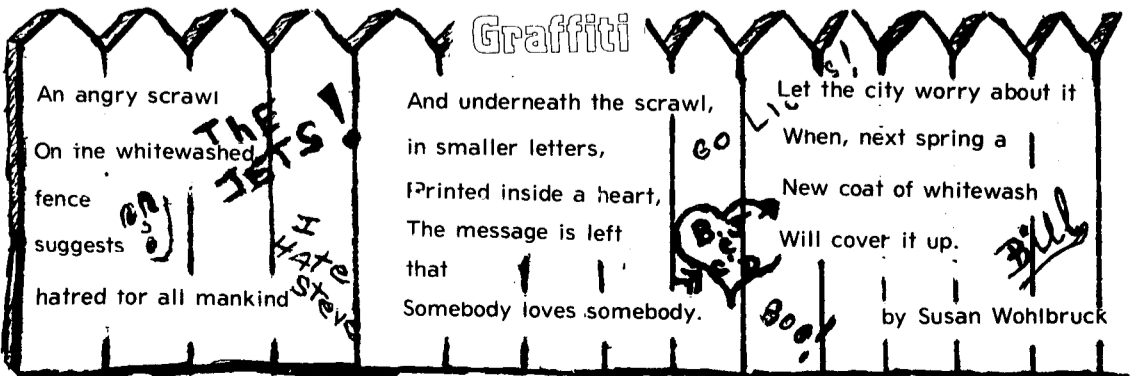 Graffiti
An angry scrawl
On the whitewashed
fence
suggests
hatred for all mankind
THE
JETS!
I
HATE
Steve
And underneath the scrawl,
in smaller letters,
Printed inside a heart,
The message is left
that
Somebody loves somebody.
GO
B.J.
S.D.
BOO!
Let the city worry about it
When, next spring a
New coat of whitewash
Will cover it up.
Bill
by Susan Wohlbruck